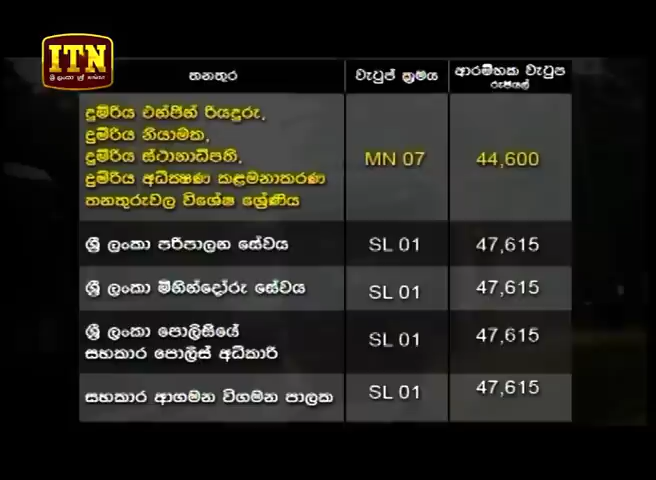 ITN
ශ්‍රී ලංකා
තනතුර
වැටුප් ක්‍රමය
ආරම්භක වැටුප
රුපියල්
දුම්රිය එන්ජින් රියදුරු,
දුම්රිය නියාමක,
දුම්රිය ස්ථානාධිපති,
දුම්රිය අධීක්ෂණ කළමනාකරණ
තනතුරුවල විශේෂ ශ්‍රේණිය
MN 07
44,600
ශ්‍රී ලංකා පරිපාලන සේවය
SL 01
47,615
ශ්‍රී ලංකා මිනින්දෝරු සේවය
SL 01
47,615
ශ්‍රී ලංකා පොලීසියේ
සහකාර පොලිස් අධිකාරී
SL 01
47,615
සහකාර ආගමන විගමන පාලක
SL 01
47,615